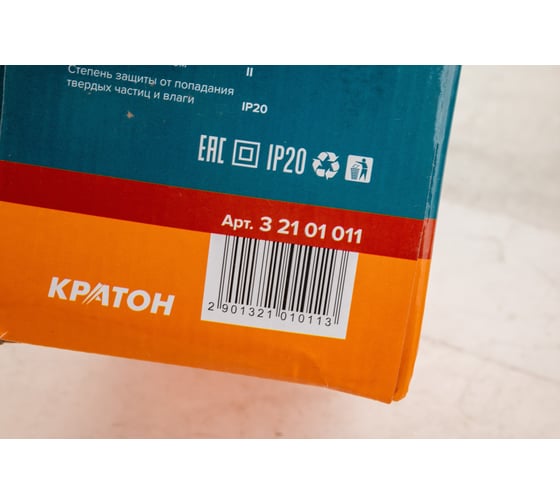 II
Степень защиты от попадания
твердых частиц и влаги IP20
EAC IP20
Арт. 3 21 01 011
КРАТОН
2 901321 010113